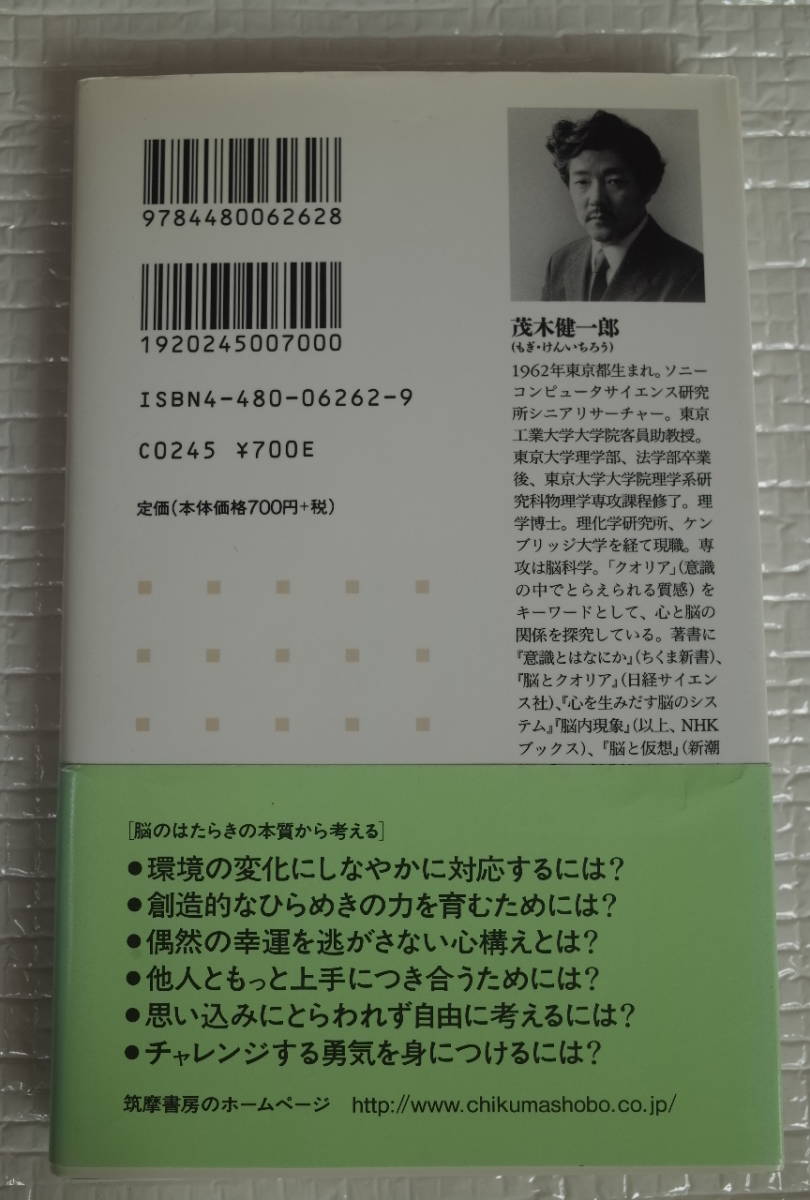 9784480062628
1920245007000
ISBN4-480-06262-9
C0245 ¥700E
定価(本体価格700円+税)
茂木健一郎
(もぎ・けんいちろう)
1962年東京都生まれ。ソニー
コンピュータサイエンス研究
所シニアリサーチャー。東京
工業大学大学院客員助教授。
東京大学理学部、法学部卒業
後、東京大学大学院理学系研
究科物理学専攻課程修了。理
学博士。理化学研究所、ケン
ブリッジ大学を経て現職。専
攻は脳科学。「クオリア」(意識
の中でとらえられる質感)を
キーワードとして、心と脳の
関係を探究している。著書に
『意識とはなにか』(ちくま新書)、
『脳とクオリア』(日経サイエン
ス社)、『心を生みだす脳のシス
テム』『脳内現象』(以上、NHK
ブックス)、『脳と仮想』(新潮
[脳のはたらきの本質から考える]
●環境の変化にしなやかに対応するには?
●創造的なひらめきの力を育むためには?
●偶然の幸運を逃がさない心構えとは?
●他人ともっと上手につき合うためには?
●思い込みにとらわれず自由に考えるには?
●チャレンジする勇気を身につけるには?
筑摩書房のホームページ http://www.chikumashobo.co.jp/